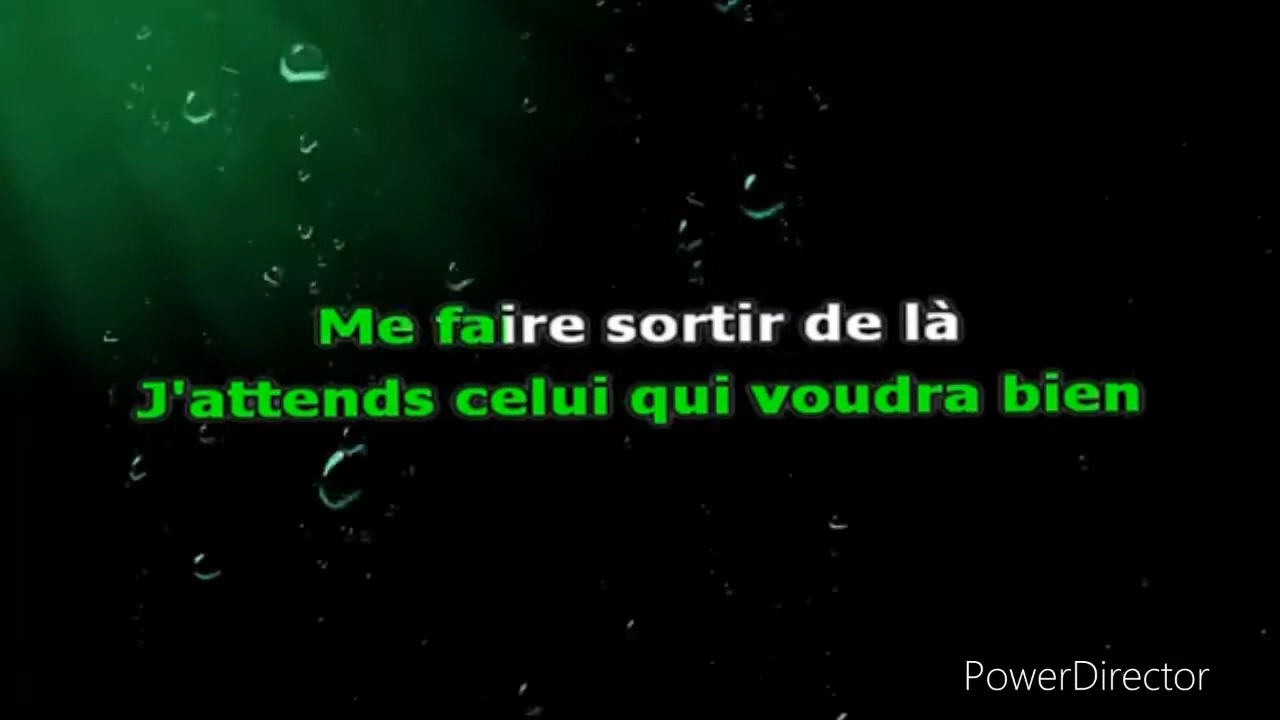 Me faire sortir de là
J'attends celui qui voudra bien
PowerDirector